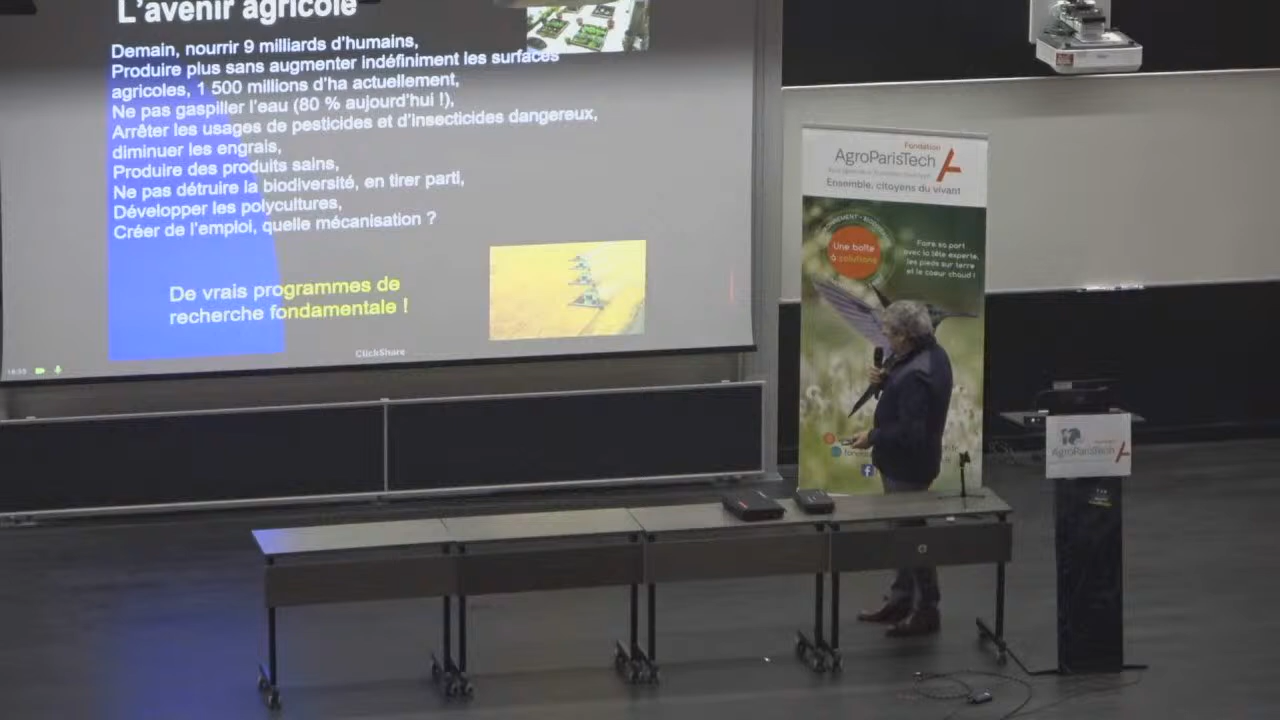 L'avenir agricole
Demain, nourrir 9 milliards d'humains,
Produire plus sans augmenter indéfiniment les surfaces
agricoles, 1 500 millions d'ha actuellement,
Ne pas gaspiller l'eau (80 % aujourd'hui !),
Arrêter les usages de pesticides et d'insecticides dangereux,
diminuer les engrais,
Produire des produits sains,
Ne pas détruire la biodiversité, en tirer parti,
Développer les polycultures,
Créer de l'emploi, quelle mécanisation ?
De vrais programmes de
recherche fondamentale !
ClickShare
Fondation
AgroParisTech
Ensemble, citoyens du vivant
Une boîte
à solutions
Faire sa part
avec la tête experte,
les pieds sur terre
et le coeur chaud !
AgroParisTech